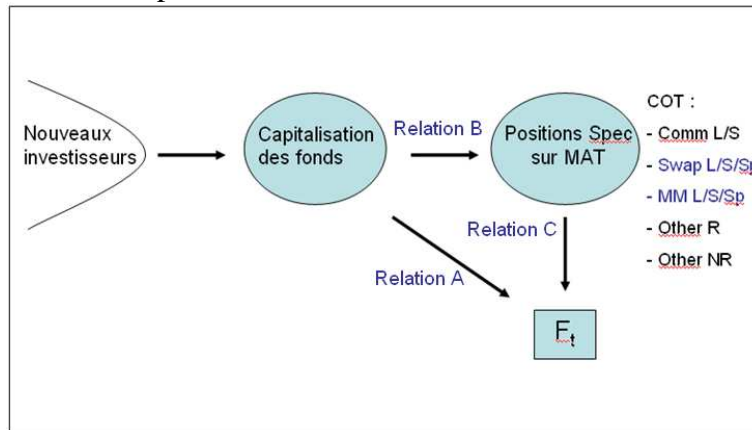 Nouveaux
investisseurs
Capitalisation
des fonds
Relation B
Positions Spec
sur MAT
COT :
- Comm L/S
- Swap L/S/Sp
- MM L/S/Sp
- Other R
- Other NR
Relation C
Relation A
Ft